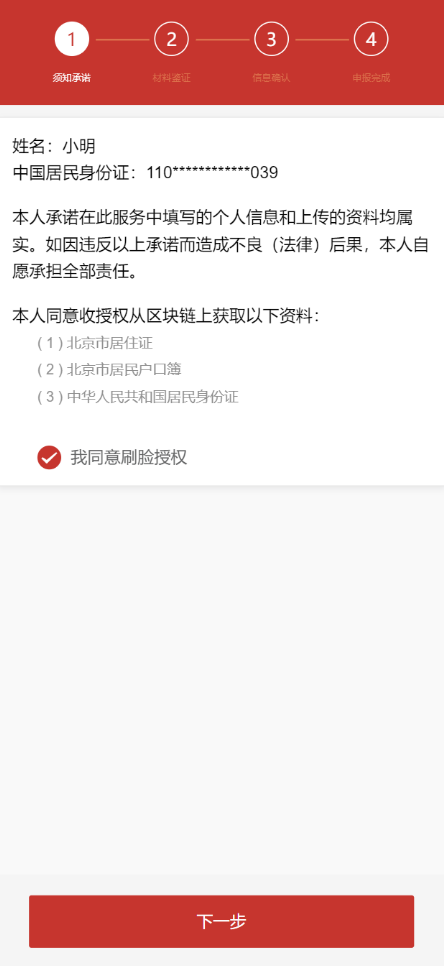 1
2
3
4
须知承诺
材料鉴证
信息确认
申报完成
姓名：小明
中国居民身份证：110************039
本人承诺在此服务中填写的个人信息和上传的资料均属
实。如因违反以上承诺而造成不良（法律）后果，本人自
愿承担全部责任。
本人同意收授权从区块链上获取以下资料：
( 1 ) 北京市居住证
( 2 ) 北京市居民户口簿
( 3 ) 中华人民共和国居民身份证
我同意刷脸授权
下一步